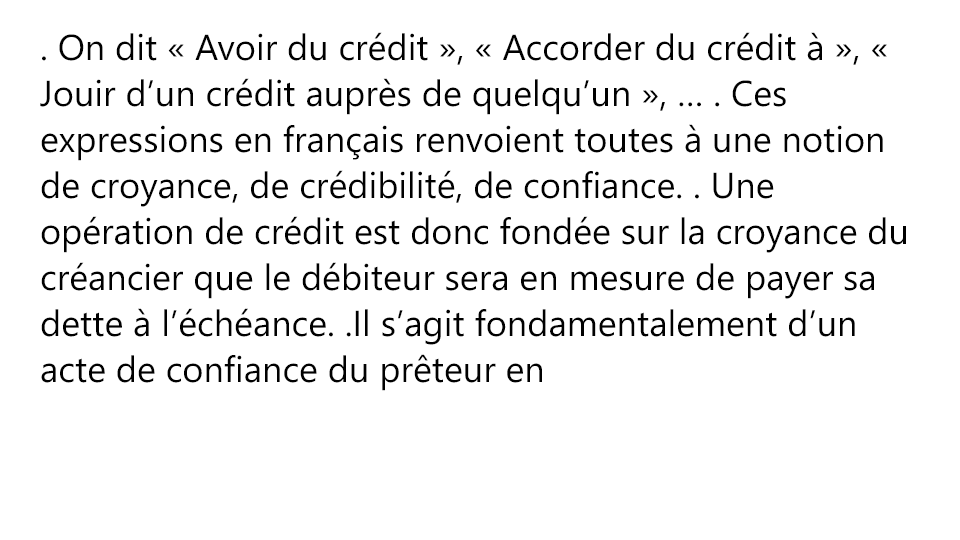 . On dit « Avoir du crédit », « Accorder du crédit à », «
Jouir d’un crédit auprès de quelqu’un », … . Ces
expressions en français renvoient toutes à une notion
de croyance, de crédibilité, de confiance. . Une
opération de crédit est donc fondée sur la croyance du
créancier que le débiteur sera en mesure de payer sa
dette à l’échéance. .Il s’agit fondamentalement d’un
acte de confiance du prêteur en